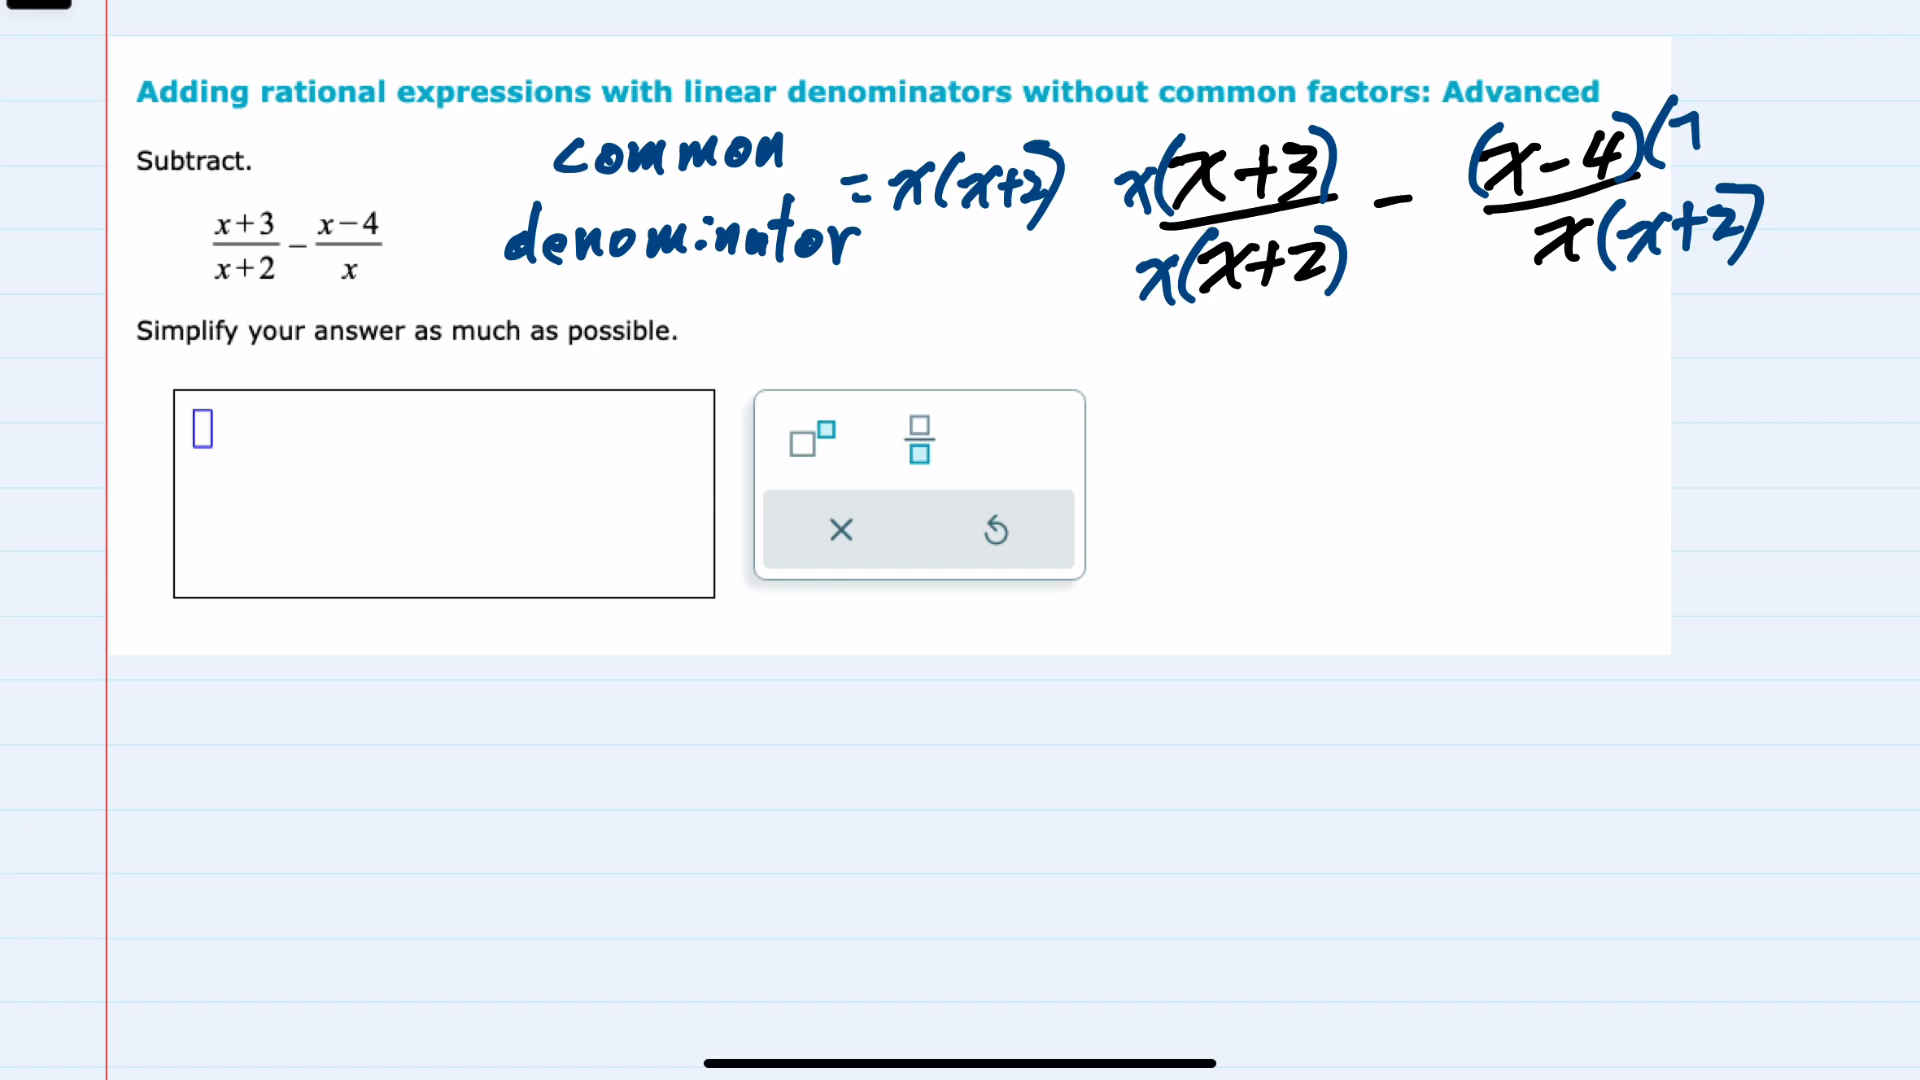 Adding rational expressions with linear denominators without common factors: Advanced
Subtract.
x+3/x+2 − x−4/x
common
denominator = x(x+2)
x(x+3)/x(x+2) − (x-4)(/x(x+2)
Simplify your answer as much as possible.